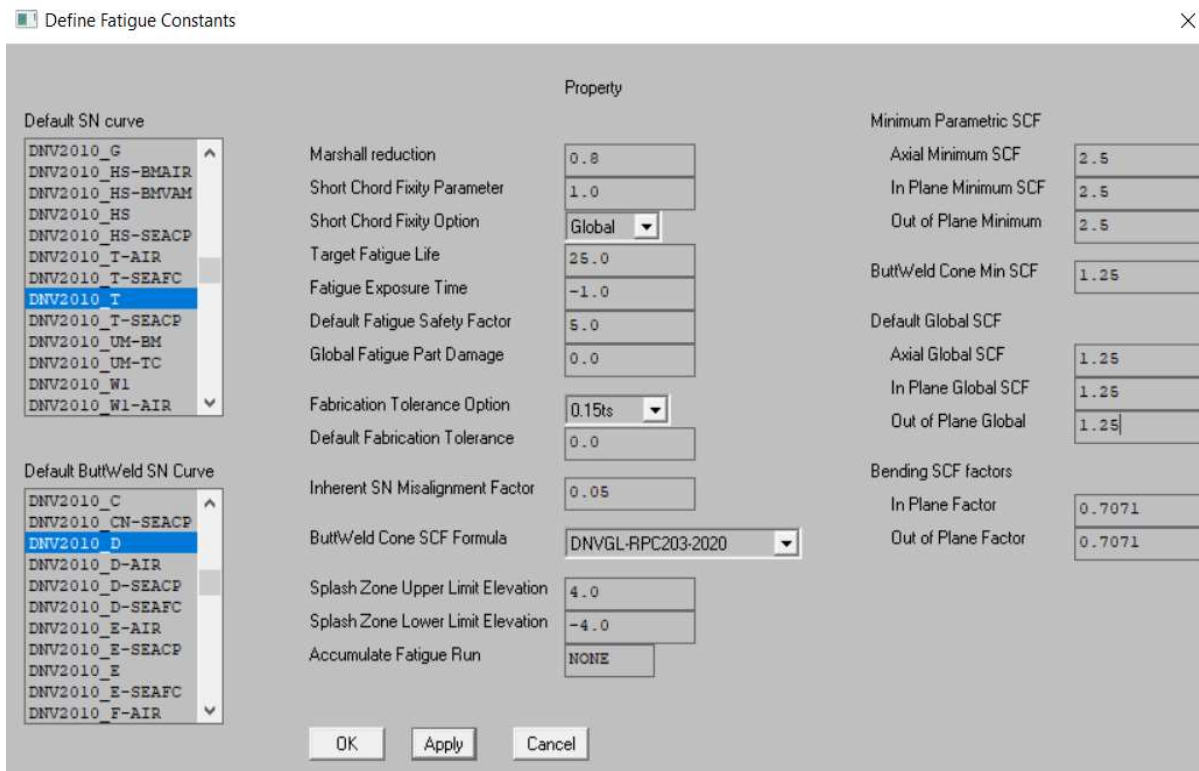 Define Fatigue Constants
Property
Default SN curve
DNV2010_G
DNV2010_HS-BMAIR
DNV2010_HS-BMVAM
DNV2010_HS
DNV2010_HS-SEACP
DNV2010_T-AIR
DNV2010_T-SEAFC
DNV2010_T
DNV2010_T-SEACP
DNV2010_UM-BM
DNV2010_UM-TC
DNV2010_W1
DNV2010_W1-AIR
Default ButtWeld SN Curve
DNV2010_C
DNV2010_CN-SEACP
DNV2010_D
DNV2010_D-AIR
DNV2010_D-SEACP
DNV2010_D-SEAFC
DNV2010_E-AIR
DNV2010_E-SEACP
DNV2010_E
DNV2010_E-SEAFC
DNV2010_F-AIR
Marshall reduction 0.8
Short Chord Fixity Parameter 1.0
Short Chord Fixity Option Global
Target Fatigue Life 25.0
Fatigue Exposure Time -1.0
Default Fatigue Safety Factor 5.0
Global Fatigue Part Damage 0.0
Fabrication Tolerance Option 0.15ts
Default Fabrication Tolerance 0.0
Inherent SN Misalignment Factor 0.05
ButtWeld Cone SCF Formula DNVGL-RPC203-2020
Splash Zone Upper Limit Elevation 4.0
Splash Zone Lower Limit Elevation -4.0
Accumulate Fatigue Run NONE
Minimum Parametric SCF
Axial Minimum SCF 2.5
In Plane Minimum SCF 2.5
Out of Plane Minimum 2.5
ButtWeld Cone Min SCF 1.25
Default Global SCF
Axial Global SCF 1.25
In Plane Global SCF 1.25
Out of Plane Global 1.25
Bending SCF factors
In Plane Factor 0.7071
Out of Plane Factor 0.7071
OK Apply Cancel